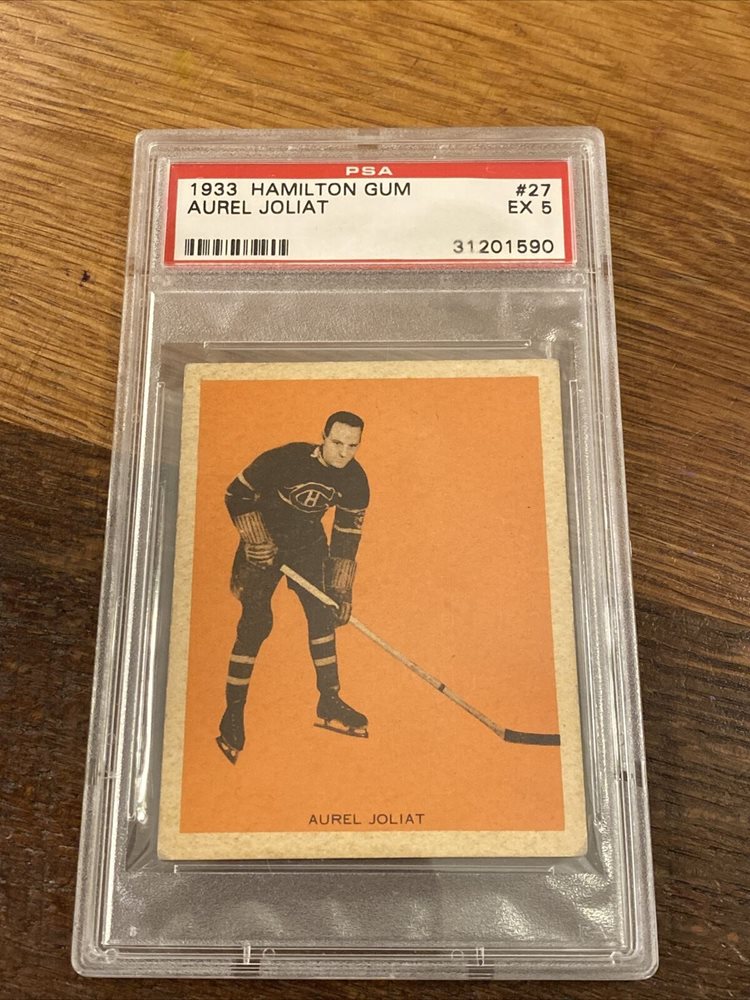 PSA
1933 HAMILTON GUM #27
AUREL JOLIAT EX 5
31201590
H
AUREL JOLIAT